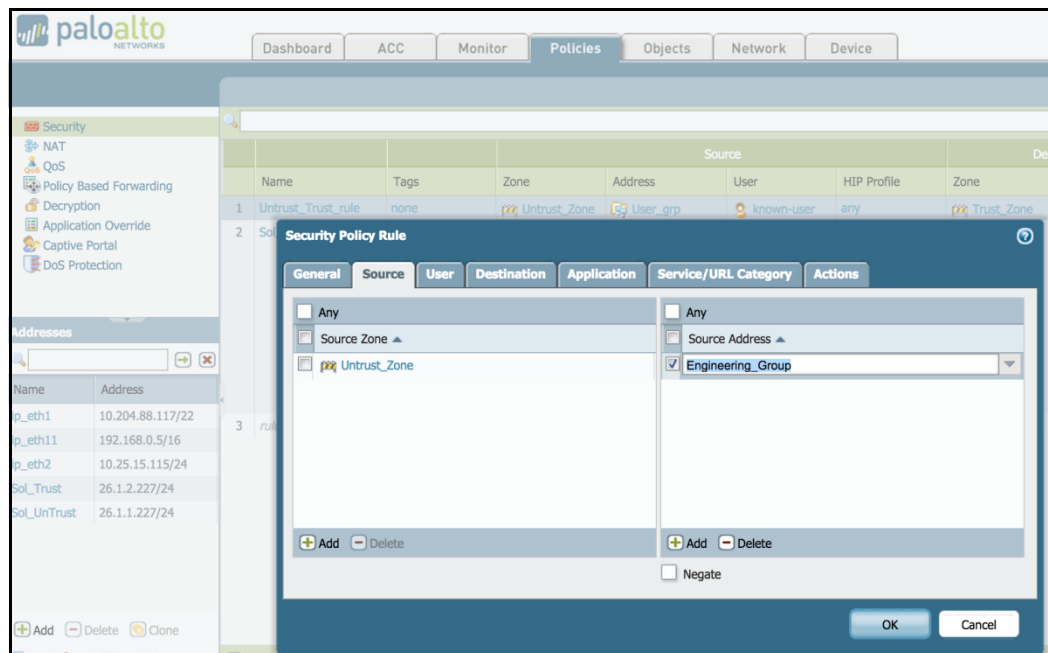 paloalto
NETWORKS
Dashboard ACC Monitor Policies Objects Network Device
Security
NAT
QoS
Policy Based Forwarding
Decryption
Application Override
Captive Portal
DoS Protection
Source
De
Name Tags Zone Address User HIP Profile Zone
1 Untrust_Trust_rule none Untrust_Zone User_grp known-user any Trust_Zone
2 Sol
3 rul
Security Policy Rule
General Source User Destination Application Service/URL Category Actions
Any
Source Zone
Untrust_Zone
Add Delete
Any
Source Address
Engineering_Group
Add Delete
Negate
OK Cancel
Addresses
Name Address
ip_eth1 10.204.88.117/22
ip_eth11 192.168.0.5/16
ip_eth2 10.25.15.115/24
Sol_Trust 26.1.2.227/24
Sol_UnTrust 26.1.1.227/24
Add Delete Clone